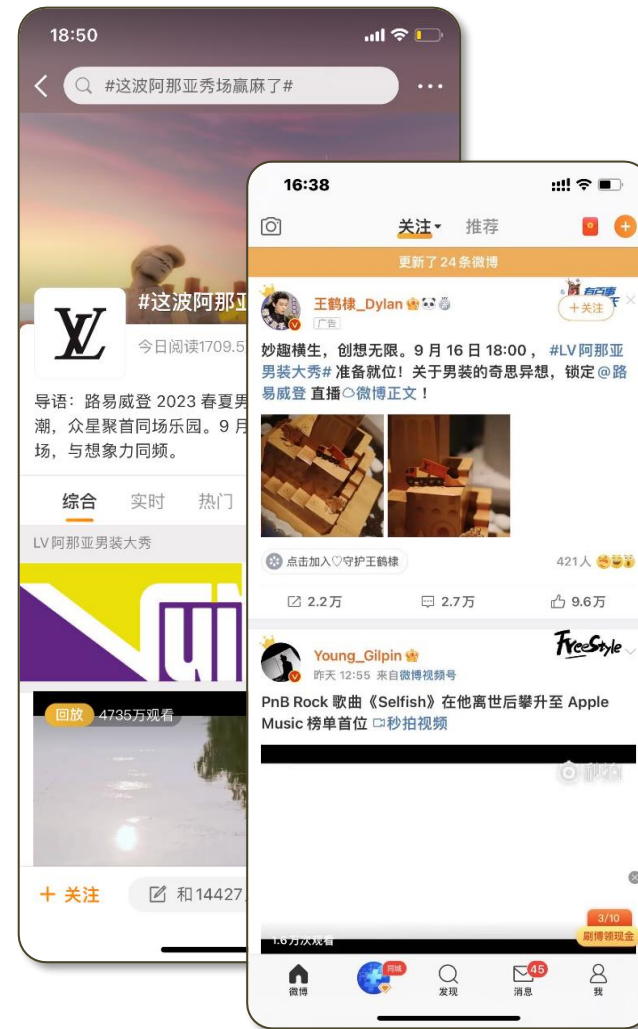 18:50
#这波阿那亚秀场赢麻了#
#这波阿那亚
今日阅读1709.5
导语：路易威登 2023 春夏男
潮，众星聚首同场乐园。9 月
场，与想象力同频。
综合 实时 热门
LV阿那亚男装大秀
回放 4735万观看
+ 关注
和14427
16:38
关注 推荐
更新了 24 条微博
王鹤棣_Dylan
广告
+关注
妙趣横生，创想无限。9 月 16 日 18:00 ， #LV阿那亚
男装大秀# 准备就位！关于男装的奇思异想，锁定@路
易威登 直播微博正文！
点击加入♡守护王鹤棣
421人
2.2万 2.7万 9.6万
Young_Gilpin
FreeStyle
昨天 12:55 来自微博视频号
PnB Rock 歌曲《Selfish》在他离世后攀升至 Apple
Music 榜单首位 秒拍视频
秒拍
1.6万次观看
3/10
刷博领现金
同城
45
微博 发现 消息 我